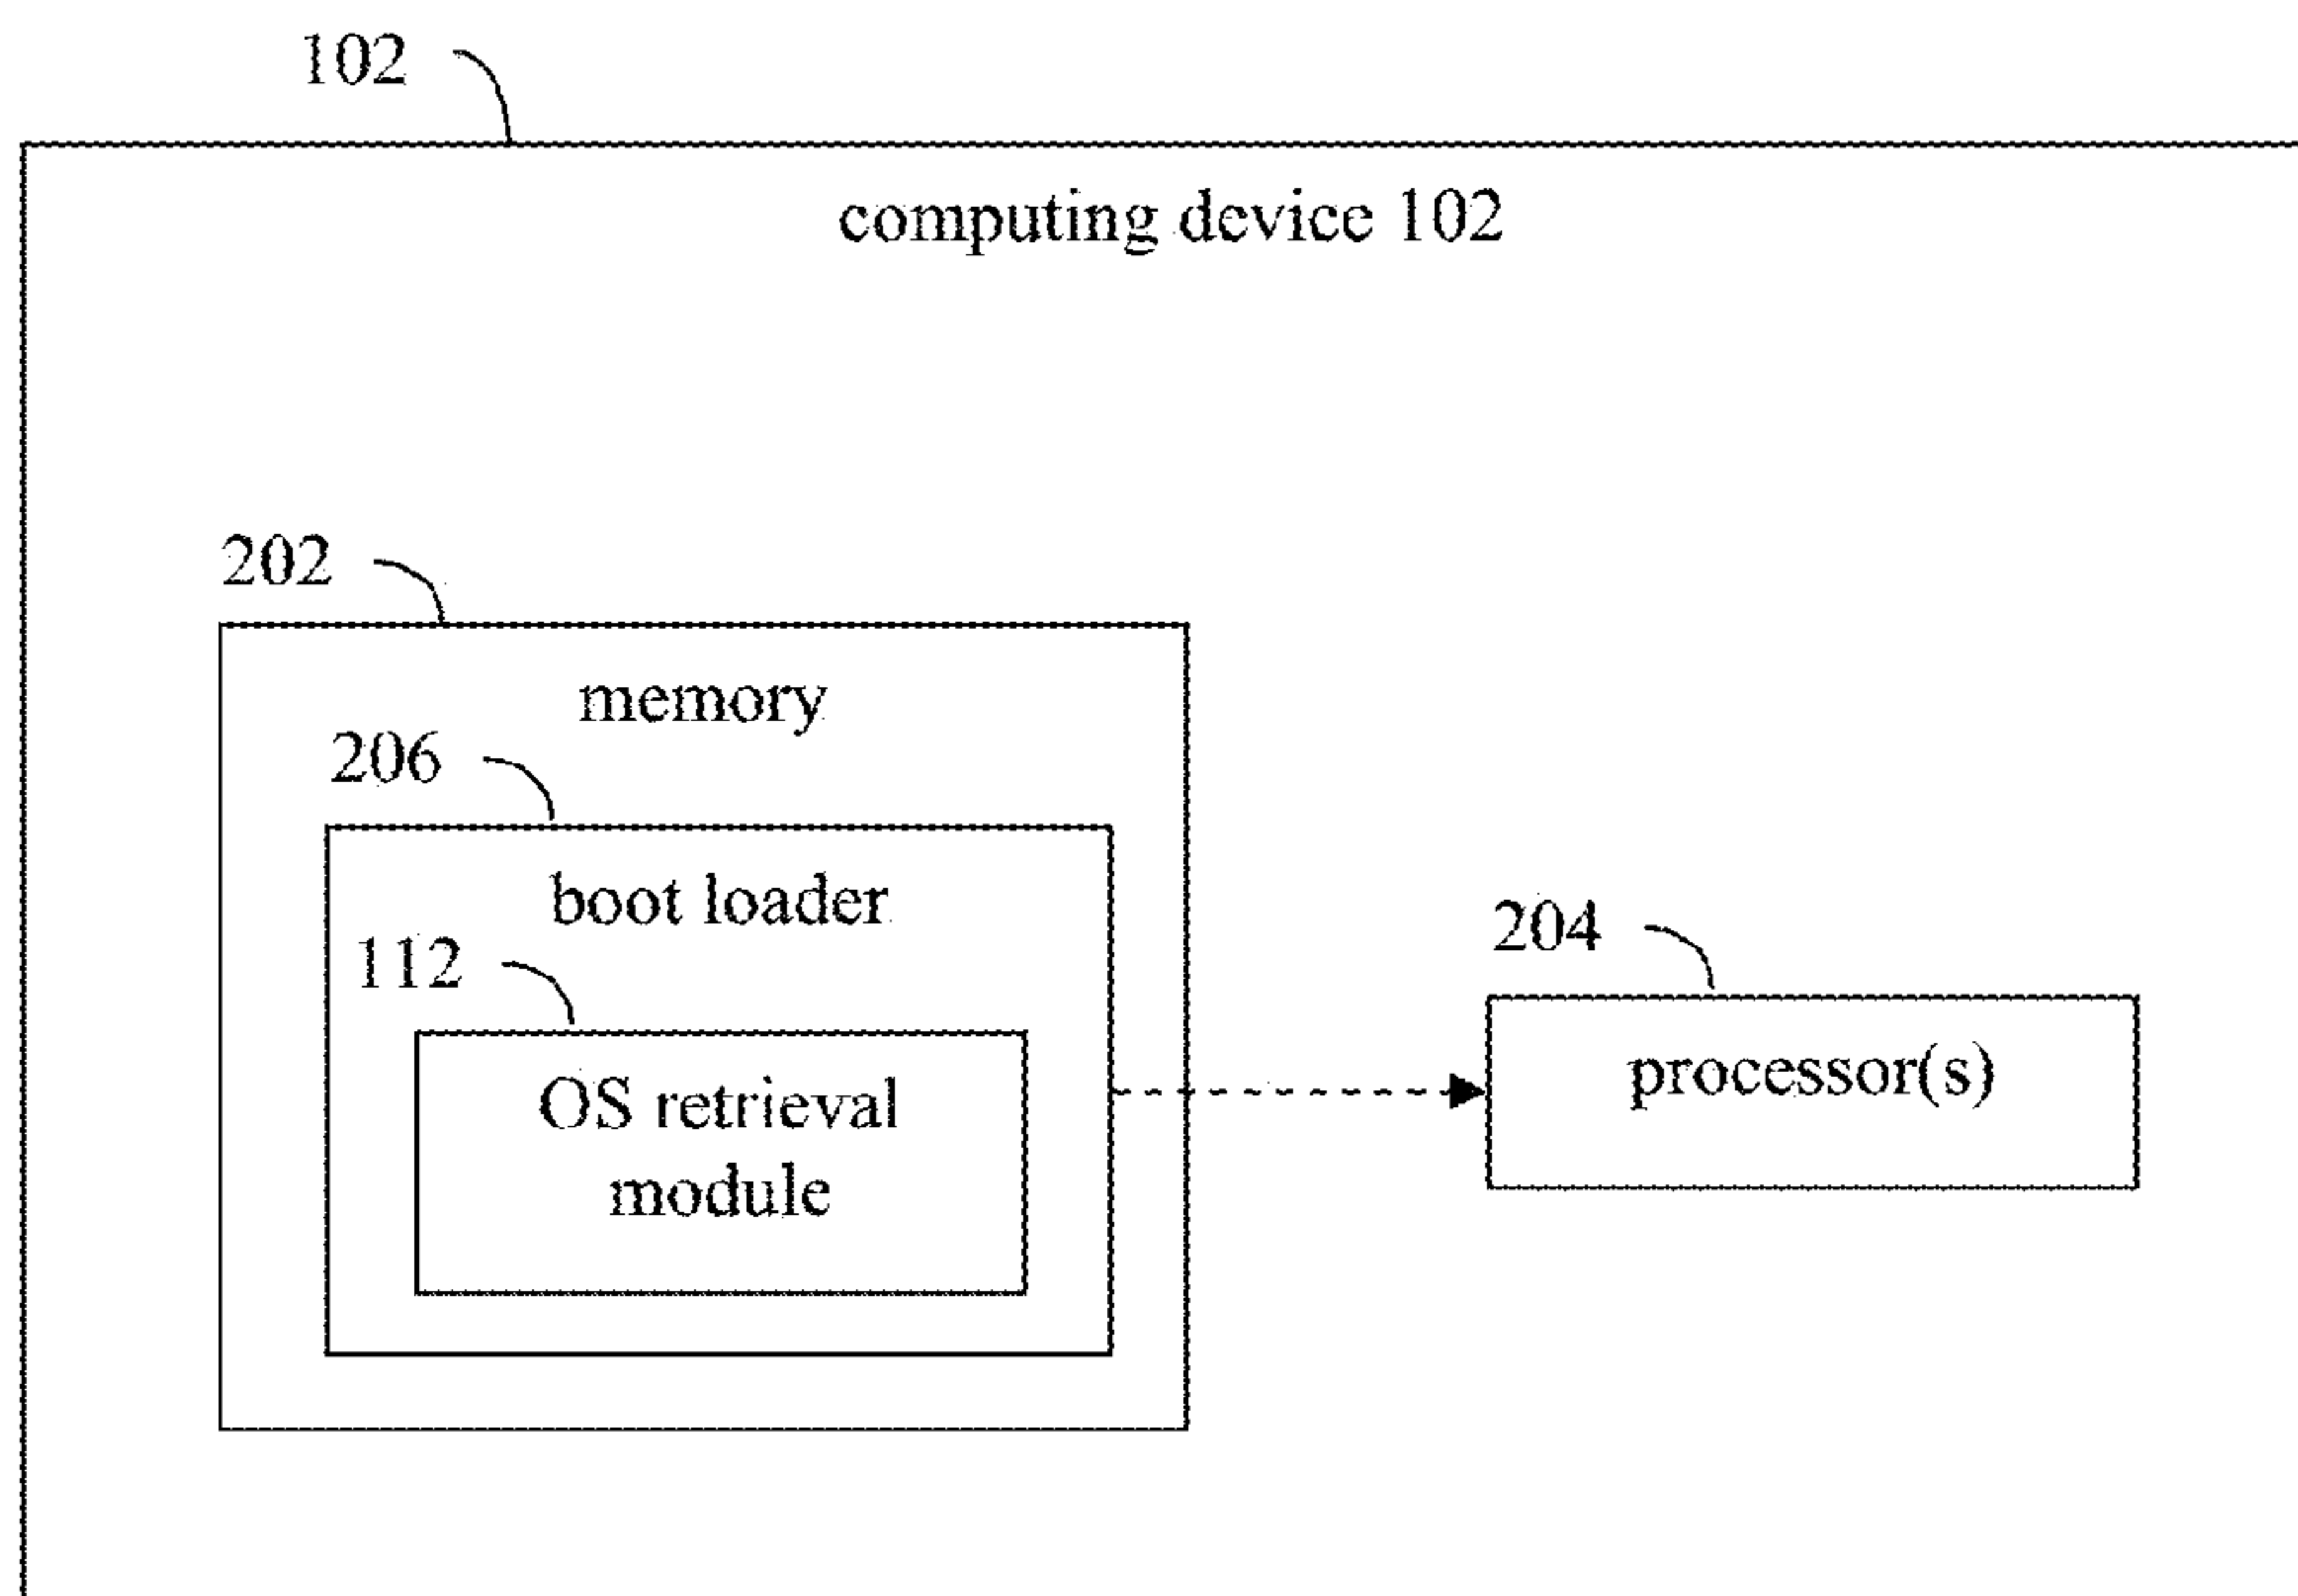 102
computing device 102
202
memory
206
boot loader
112
OS retrieval
module
204
processor(s)